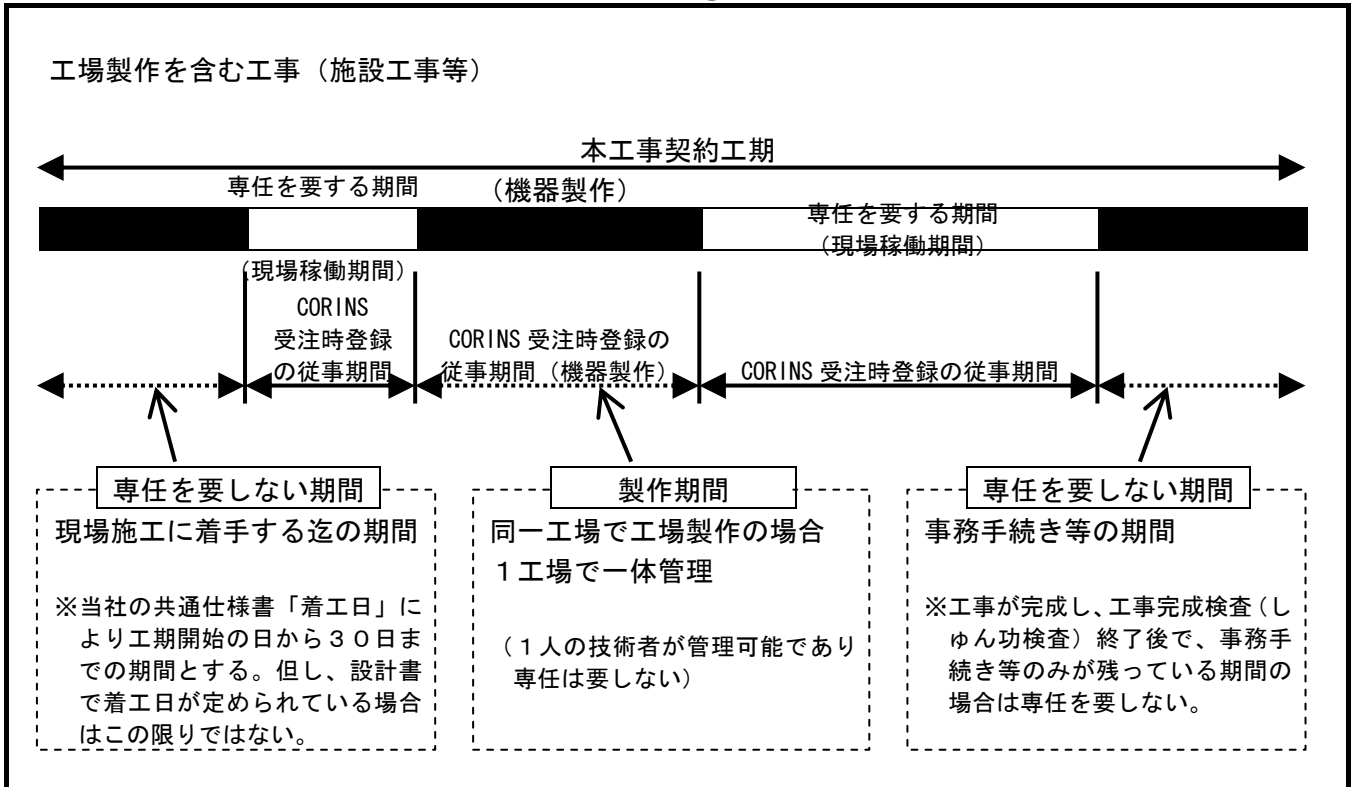 工場製作を含む工事（施設工事等）
本工事契約工期
専任を要する期間
（機器製作）
専任を要する期間
（現場稼働期間）
（現場稼働期間）
CORINS
受注時登録
の従事期間
CORINS 受注時登録の
従事期間（機器製作）
CORINS 受注時登録の従事期間
専任を要しない期間
現場施工に着手する迄の期間
※当社の共通仕様書「着工日」に
より工期開始の日から３０日ま
での期間とする。但し、設計書
で着工日が定められている場合
はこの限りではない。
製作期間
同一工場で工場製作の場合
１工場で一体管理
（１人の技術者が管理可能であり
専任は要しない）
専任を要しない期間
事務手続き等の期間
※工事が完成し、工事完成検査（し
ゅん功検査）終了後で、事務手
続き等のみが残っている期間の
場合は専任を要しない。